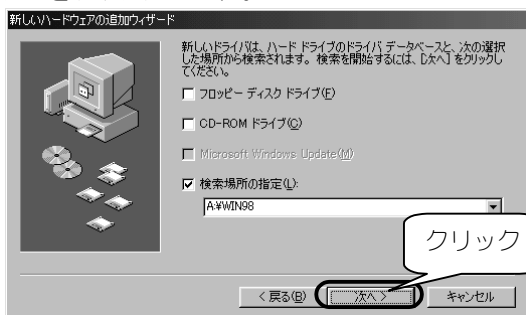 新しいハードウェアの追加ウィザード
新しいドライバは、ハード ドライブのドライバ データベースと、次の選択
した場所から検索されます。検索を開始するには、[次へ] をクリックし
てください。
フロッピー ディスク ドライブ(F)
CD-ROM ドライブ(C)
Microsoft Windows Update(M)
検索場所の指定(L):
A:¥WIN98
クリック
< 戻る(B)
次へ >
キャンセル